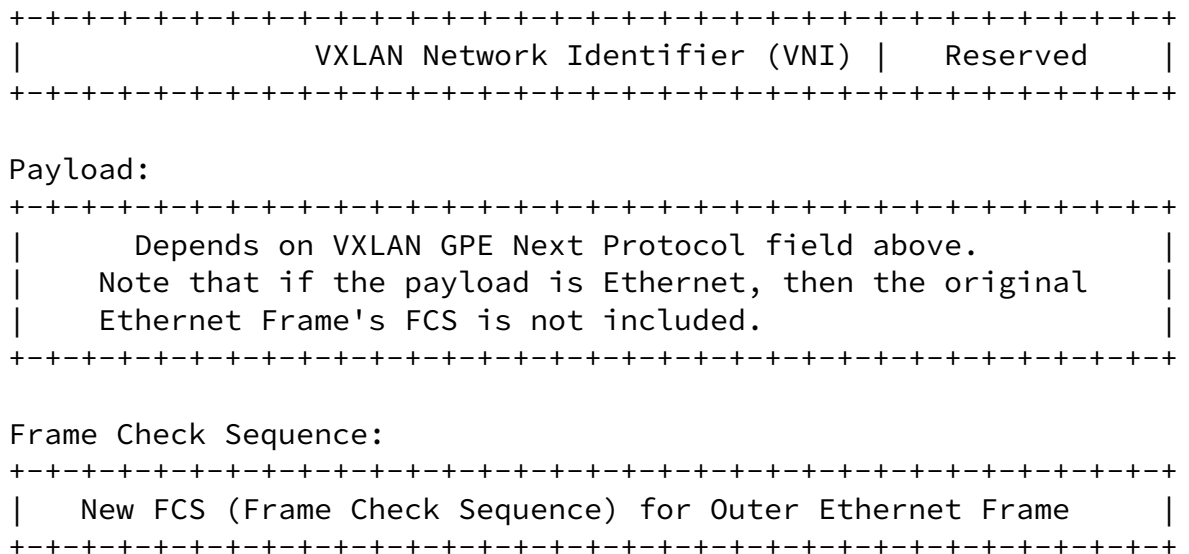 +-+-+-+-+-+-+-+-+-+-+-+-+-+-+-+-+-+-+-+-+-+-+-+-+-+-+-+-+-+-+-+-+
|                VXLAN Network Identifier (VNI) |   Reserved    |
+-+-+-+-+-+-+-+-+-+-+-+-+-+-+-+-+-+-+-+-+-+-+-+-+-+-+-+-+-+-+-+-+

Payload:
+-+-+-+-+-+-+-+-+-+-+-+-+-+-+-+-+-+-+-+-+-+-+-+-+-+-+-+-+-+-+-+-+
|      Depends on VXLAN GPE Next Protocol field above.          |
|    Note that if the payload is Ethernet, then the original    |
|    Ethernet Frame's FCS is not included.                      |
+-+-+-+-+-+-+-+-+-+-+-+-+-+-+-+-+-+-+-+-+-+-+-+-+-+-+-+-+-+-+-+-+

Frame Check Sequence:
+-+-+-+-+-+-+-+-+-+-+-+-+-+-+-+-+-+-+-+-+-+-+-+-+-+-+-+-+-+-+-+-+
|   New FCS (Frame Check Sequence) for Outer Ethernet Frame     |
+-+-+-+-+-+-+-+-+-+-+-+-+-+-+-+-+-+-+-+-+-+-+-+-+-+-+-+-+-+-+-+-+